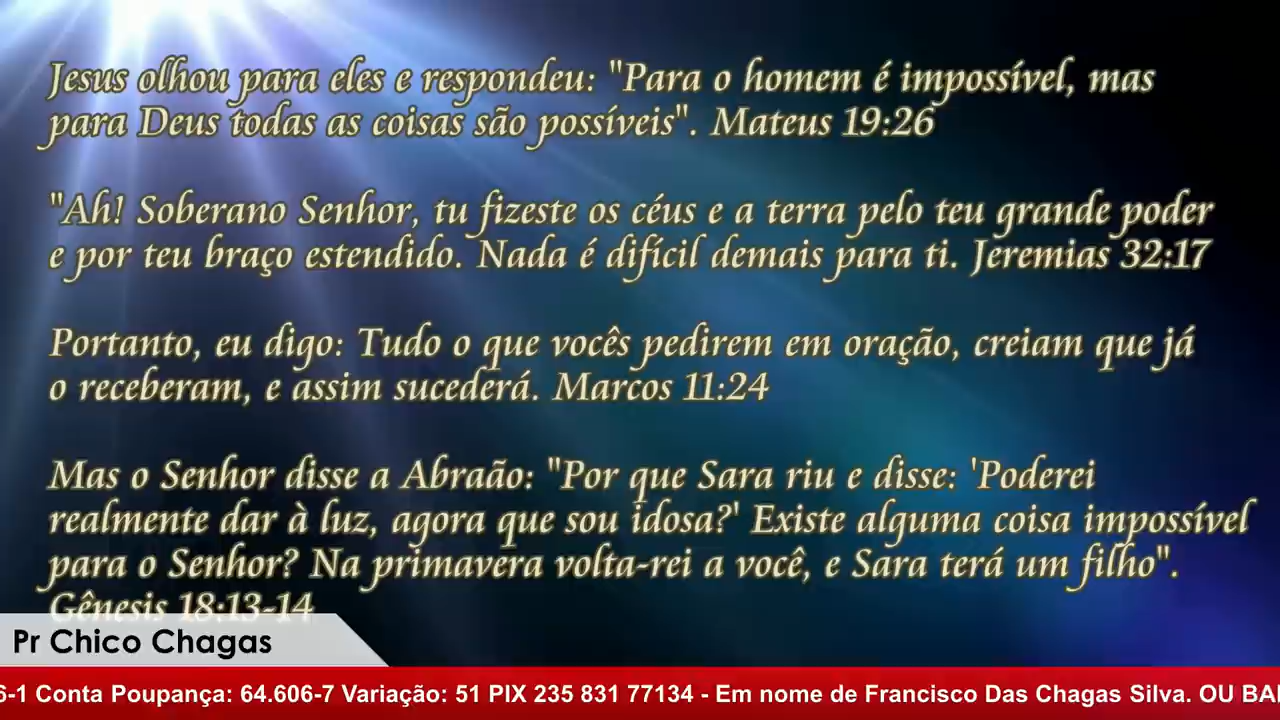 Jesus olhou para eles e respondeu: "Para o homem é impossível, mas
para Deus todas as coisas são possíveis". Mateus 19:26
"Ah! Soberano Senhor, tu fizeste os céus e a terra pelo teu grande poder
e por teu braço estendido. Nada é difícil demais para ti. Jeremias 32:17
Portanto, eu digo: Tudo o que vocês pedirem em oração, creiam que já
o receberam, e assim sucederá. Marcos 11:24
Mas o Senhor disse a Abraão: "Por que Sara riu e disse: 'Poderei
realmente dar à luz, agora que sou idosa?' Existe alguma coisa impossível
para o Senhor? Na primavera volta-rei a você, e Sara terá um filho".
Gênesis 18:13-14
Pr Chico Chagas
6-1 Conta Poupança: 64.606-7 Variação: 51 PIX 235 831 77134 - Em nome de Francisco Das Chagas Silva. OU